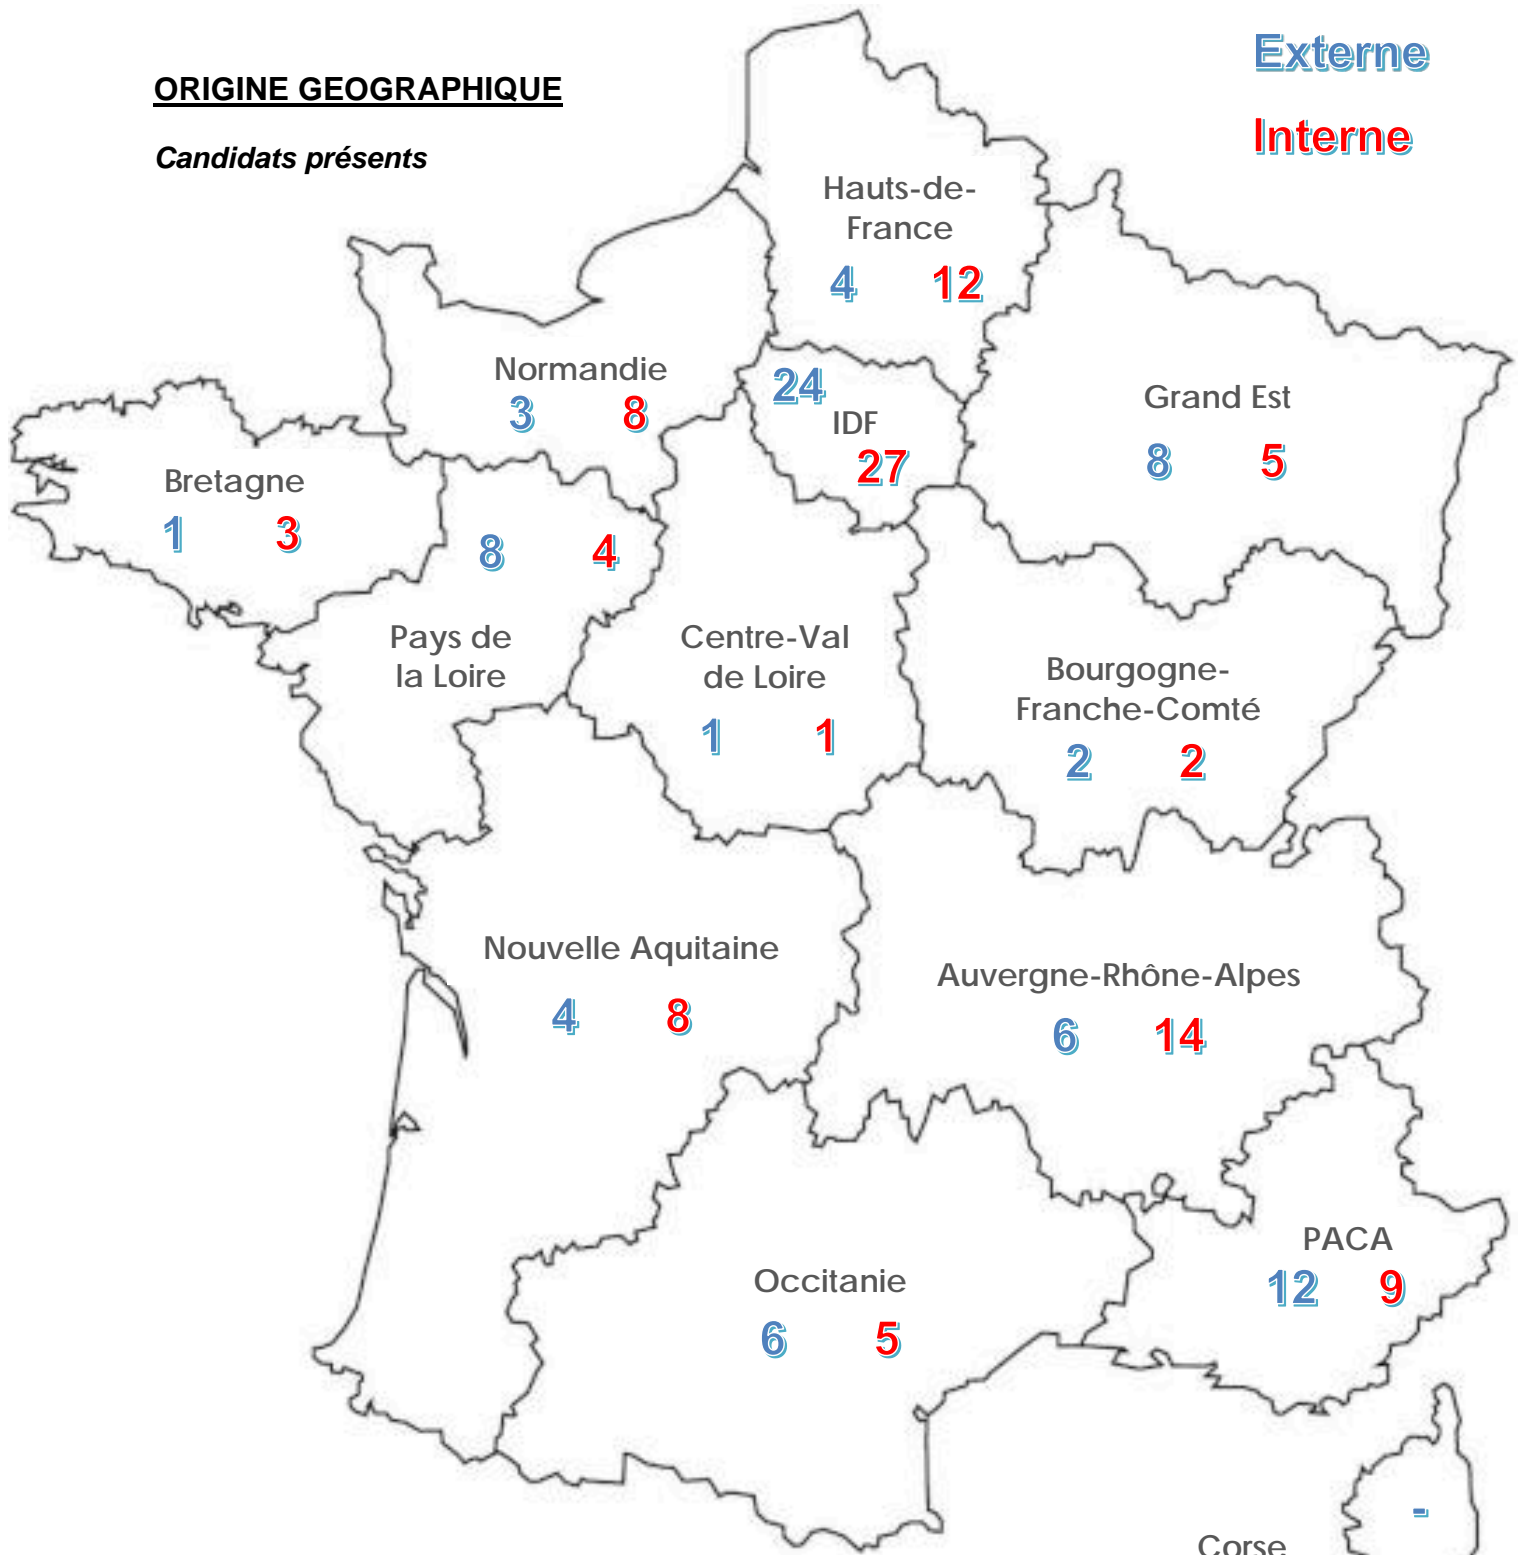 Externe
ORIGINE GEOGRAPHIQUE
Interne
Candidats présents
Hauts-de-
France
4 12
Normandie
3 8
24
IDF
27
Grand Est
8 5
Bretagne
1 3
8 4
Pays de
la Loire
Centre-Val
de Loire
1 1
Bourgogne-
Franche-Comté
2 2
Nouvelle Aquitaine
4 8
Auvergne-Rhône-Alpes
6 14
PACA
12 9
Occitanie
6 5
-
Corse